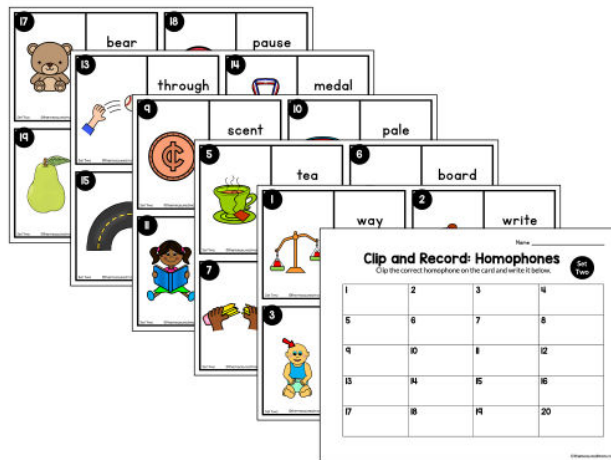 17
bear
18
pause
13
through
14
medal
19
9
scent
10
pale
15
5
tea
6
board
11
1
way
2
write
7
3
Name
Clip and Record: Homophones
Clip the correct homophone on the card and write it below.
Set
Two
1 2 3 4
5 6 7 8
9 10 11 12
13 14 15 16
17 18 19 20